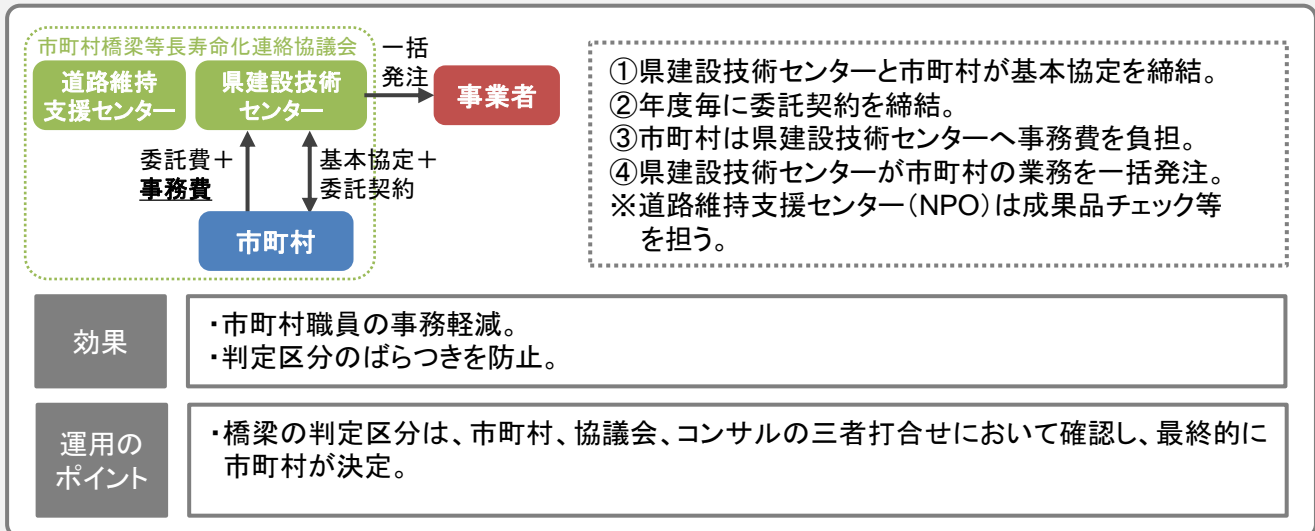 市町村橋梁等長寿命化連絡協議会
道路維持
支援センター
県建設技術
センター
一括
発注
事業者
委託費+
事務費
基本協定+
委託契約
市町村
①県建設技術センターと市町村が基本協定を締結。
②年度毎に委託契約を締結。
③市町村は県建設技術センターへ事務費を負担。
④県建設技術センターが市町村の業務を一括発注。
※道路維持支援センター(NPO)は成果品チェック等
を担う。
効果
・市町村職員の事務軽減。
・判定区分のばらつきを防止。
運用の
ポイント
・橋梁の判定区分は、市町村、協議会、コンサルの三者打合せにおいて確認し、最終的に
市町村が決定。